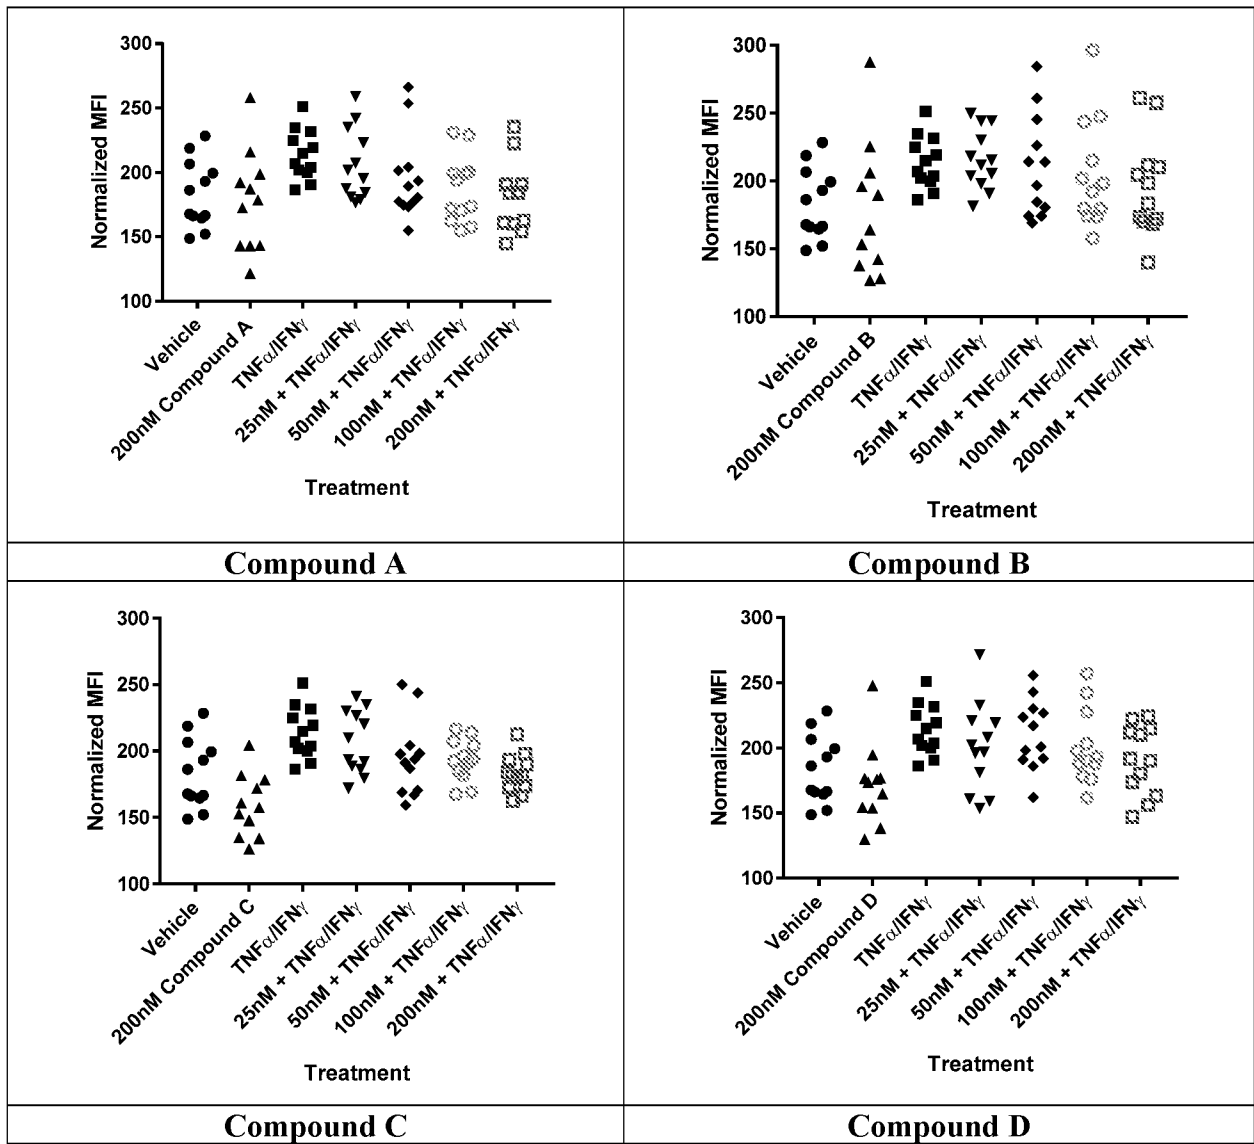 Normalized MFI
300
250
200
150
100
Vehicle
200nM Compound A
TNFα/IFNγ
25nM + TNFα/IFNγ
50nM + TNFα/IFNγ
100nM + TNFα/IFNγ
200nM + TNFα/IFNγ
Treatment
Normalized MFI
300
250
200
150
100
Vehicle
200nM Compound B
TNFα/IFNγ
25nM + TNFα/IFNγ
50nM + TNFα/IFNγ
100nM + TNFα/IFNγ
200nM + TNFα/IFNγ
Treatment
Compound A
Compound B
Normalized MFI
300
250
200
150
100
Vehicle
200nM Compound C
TNFα/IFNγ
25nM + TNFα/IFNγ
50nM + TNFα/IFNγ
100nM + TNFα/IFNγ
200nM + TNFα/IFNγ
Treatment
Normalized MFI
300
250
200
150
100
Vehicle
200nM Compound D
TNFα/IFNγ
25nM + TNFα/IFNγ
50nM + TNFα/IFNγ
100nM + TNFα/IFNγ
200nM + TNFα/IFNγ
Treatment
Compound C
Compound D